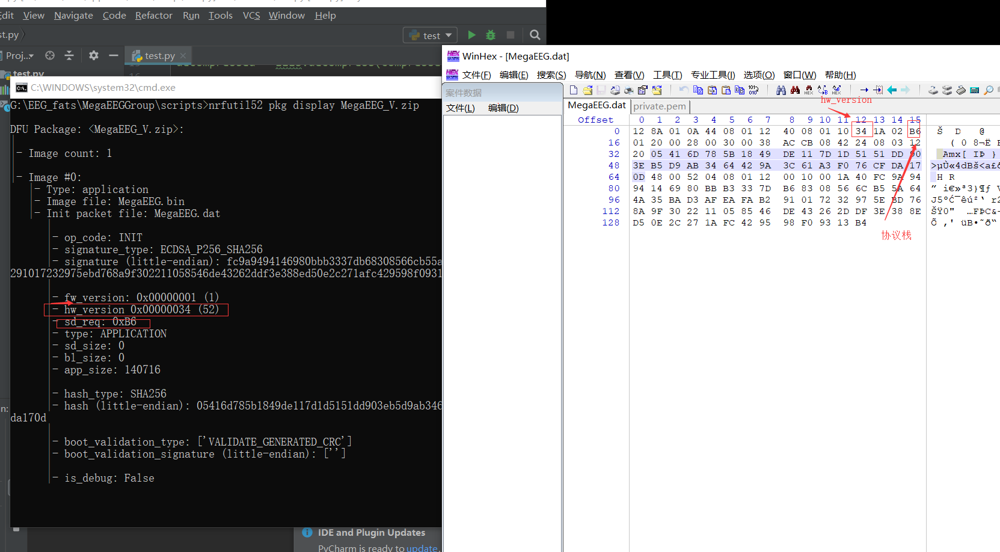 Edit View Navigate Code Refactor Run Tools VCS Window Help
st.py
test
Proj...
test.py
test.py
C:\WINDOWS\system32\cmd.exe
G:\EEG_fats\MegaEEGGroup\scripts>nrfutil52 pkg display MegaEEG_V.zip
DFU Package: <MegaEEG_V.zip>:
- Image count: 1
- Image #0:
- Type: application
- Image file: MegaEEG.bin
- Init packet file: MegaEEG.dat
- op_code: INIT
- signature_type: ECDSA_P256_SHA256
- signature (little-endian): fc9a9494146980bbb3337db68308566cb55a
291017232975ebd768a9f302211058546de43262ddf3e388ed50e2c271afc429598f0931
- fw_version: 0x00000001 (1)
- hw_version 0x00000034 (52)
- sd_req: 0xB6
- type: APPLICATION
- sd_size: 0
- bl_size: 0
- app_size: 140716
- hash_type: SHA256
- hash (little-endian): 05416d785b1849de117d1d5151dd903eb5d9ab346
da170d
- boot_validation_type: ['VALIDATE_GENERATED_CRC']
- boot_validation_signature (little-endian): ['']
- is_debug: False
n:
IDE and Plugin Updates
PyCharm is ready to update.
WinHex - [MegaEEG.dat]
文件(F) 编辑(E) 搜索(S) 导航(N) 查看(V) 工具(T) 专业工具(I) 选项(O) 窗口(W) 帮助(H)
案件数据
文件(L) 编辑(D)
hw_version
MegaEEG.dat private.pem
Offset 0 1 2 3 4 5 6 7 8 9 10 11 12 13 14 15
0 12 8A 01 0A 44 08 01 12 40 08 01 10 34 1A 02 B6 Š D @
16 01 20 00 28 00 30 00 38 AC CB 08 42 24 08 03 12 ( 0 8¬Ë
32 20 05 41 6D 78 5B 18 49 DE 11 7D 1D 51 51 DD 90 Amx[ IÞ }
48 3E B5 D9 AB 34 64 42 9A 3C 61 A3 F0 76 CF DA 17 >µÙ«4dBš<a£
64 0D 48 00 52 04 08 01 12 00 10 00 1A 40 FC 9A 94 H R
80 94 14 69 80 BB B3 33 7D B6 83 08 56 6C B5 5A 64 ” i€»³3}¶ƒ
96 4A 35 BA D3 AF EA FA B2 91 01 72 32 97 5E BD 76 J5ºÓ¯êú²‘ r2
112 8A 9F 30 22 11 05 85 46 DE 43 26 2D DF 3E 38 8E ŠŸ0" …FÞC&-
128 D5 0E 2C 27 1A FC 42 95 98 F0 93 13 B4 Õ ,' üB•˜ð“
协议栈